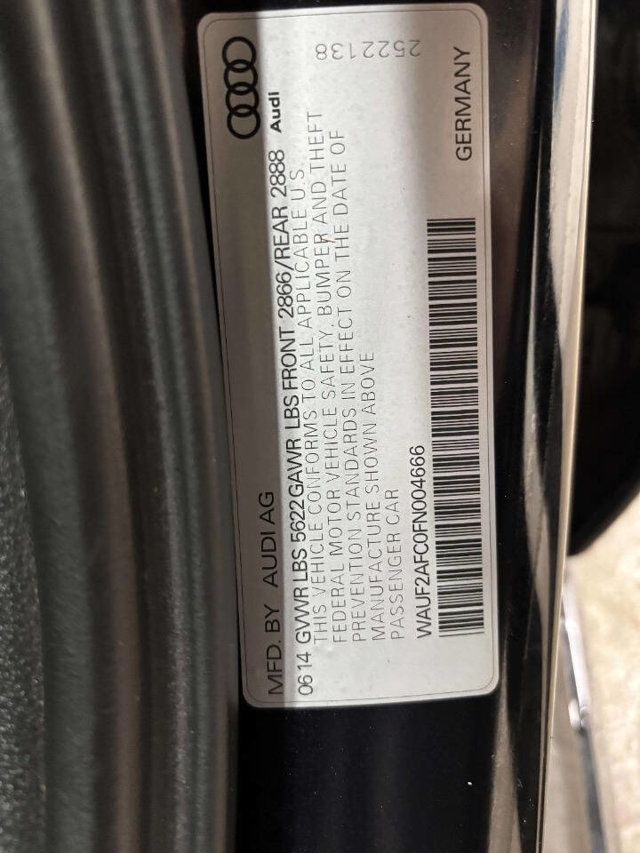 MFD. BY AUDI AG
Audi
06 14 GVWR LBS 5622 GAWR LBS FRONT 2866/REAR 2888
THIS VEHICLE CONFORMS TO ALL APPLICABLE U.S.
FEDERAL MOTOR VEHICLE SAFETY, BUMPER AND THEFT
PREVENTION STANDARDS IN EFFECT ON THE DATE OF
MANUFACTURE SHOWN ABOVE
PASSENGER CAR
WAUF2AFC0FN004666
GERMANY
2522138